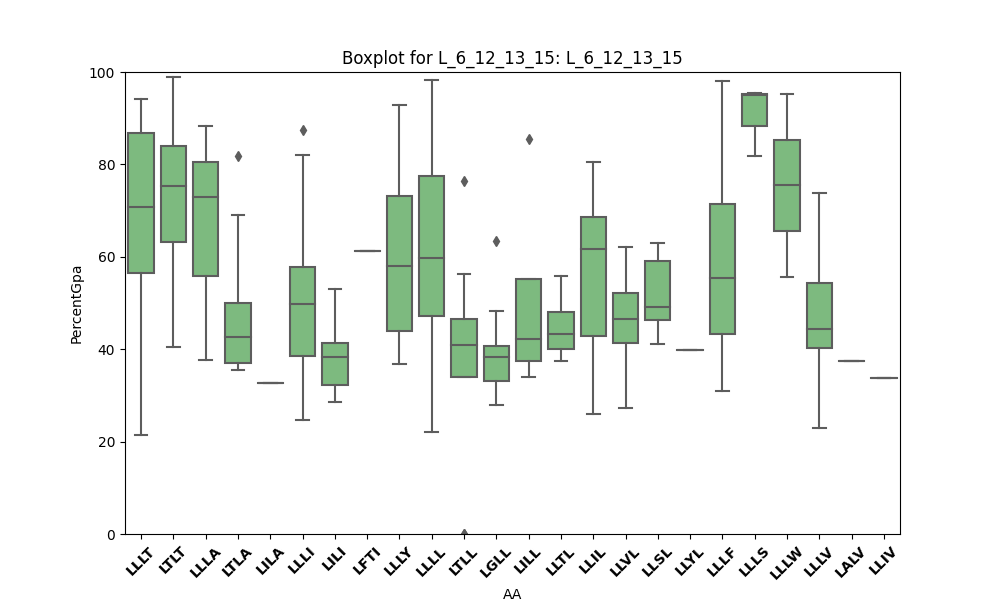 Boxplot for L_6_12_13_15: L_6_12_13_15
100
80
60
40
20
0
PercentGpa
LLLT LTLT LLLA LTLA LILA LLLI LILI LFTI LLLY LLLL LTLL LGLL LILL LLTL LLIL LLVL LLSL LLYL LLLF LLLS LLLW LLLV LALV LLIV
AA